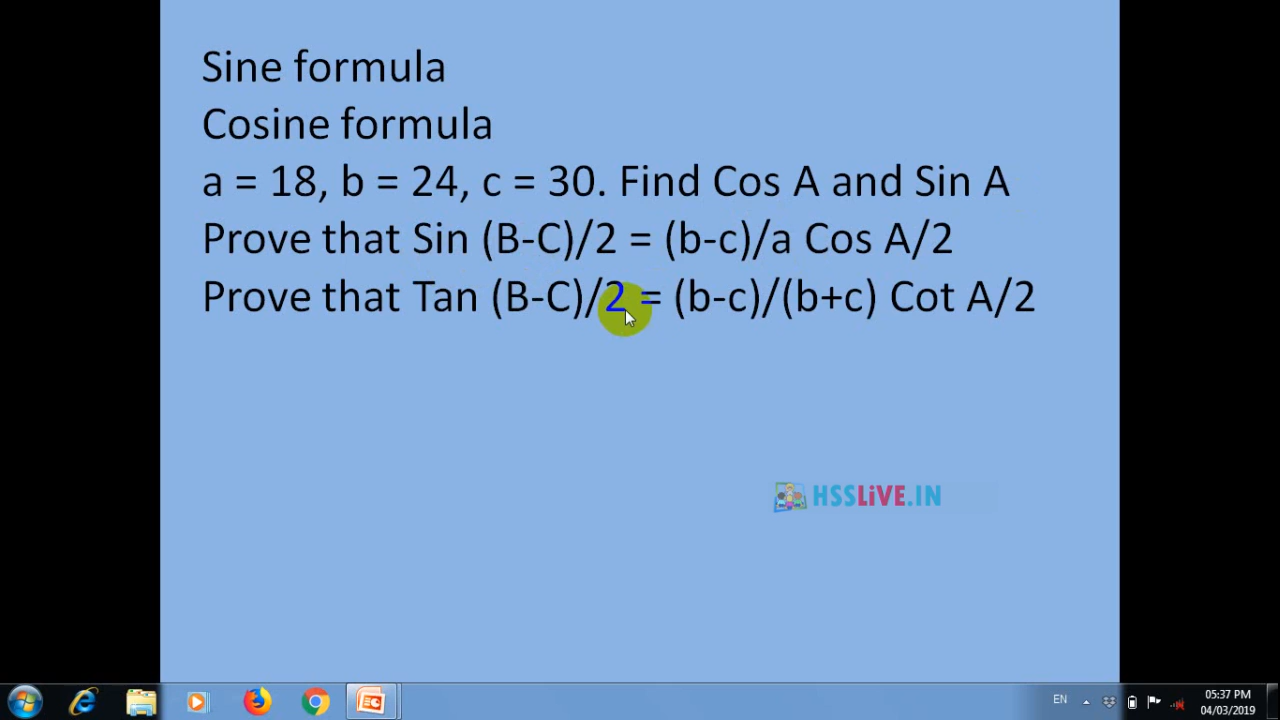 Sine formula
Cosine formula
a = 18, b = 24, c = 30. Find Cos A and Sin A
Prove that Sin (B-C)/2 = (b-c)/a Cos A/2
Prove that Tan (B-C)/2 = (b-c)/(b+c) Cot A/2
HSSLiVE.IN
EN
05:37 PM
04/03/2019